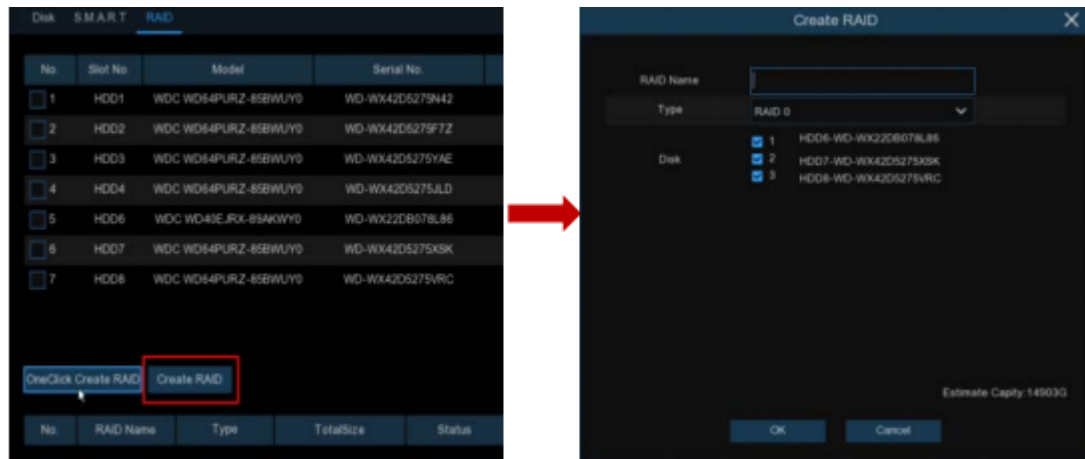 Disk S.M.A.R.T RAID
No. Slot No. Model Serial No.
1 HDD1 WDC WD64PURZ-85BWUY0 WD-WX42D5275N42
2 HDD2 WDC WD64PURZ-85BWUY0 WD-WX42D5275F7Z
3 HDD3 WDC WD64PURZ-85BWUY0 WD-WX42D5275YAE
4 HDD4 WDC WD64PURZ-85BWUY0 WD-WX42D5275JLD
5 HDD6 WDC WD40EJRX-89AKWY0 WD-WX22DB078L86
6 HDD7 WDC WD64PURZ-85BWUY0 WD-WX42D5275XSK
7 HDD8 WDC WD64PURZ-85BWUY0 WD-WX42D5275VRC
OneClick Create RAID Create RAID
No. RAID Name Type TotalSize Status
Create RAID
RAID Name
Type RAID 0
Disk
1 HDD6-WD-WX22DB078L86
2 HDD7-WD-WX42D5275XSK
3 HDD8-WD-WX42D5275VRC
Estimate Capity:14903G
OK Cancel